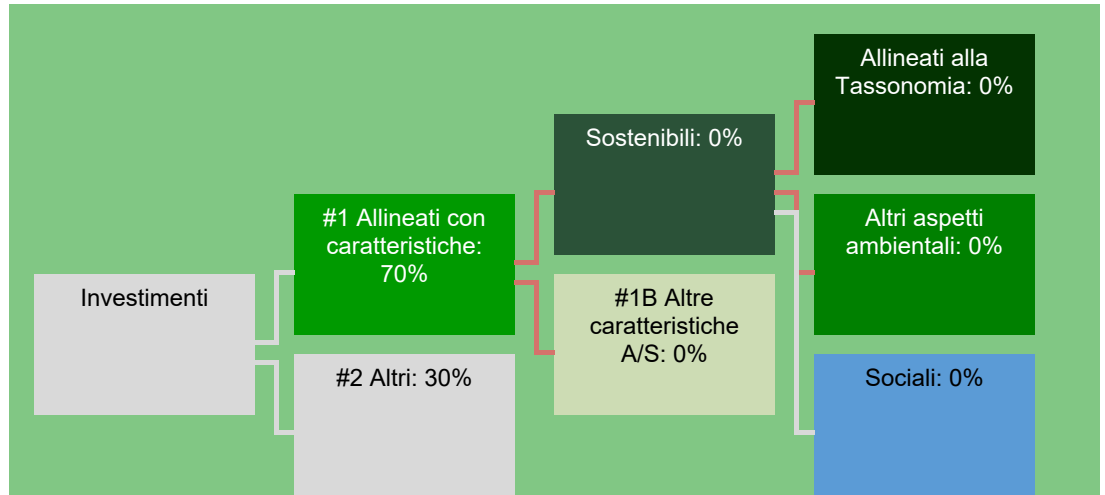 Investimenti
#1 Allineati con
caratteristiche:
70%
#2 Altri: 30%
Sostenibili: 0%
#1B Altre
caratteristiche
A/S: 0%
Allineati alla
Tassonomia: 0%
Altri aspetti
ambientali: 0%
Sociali: 0%